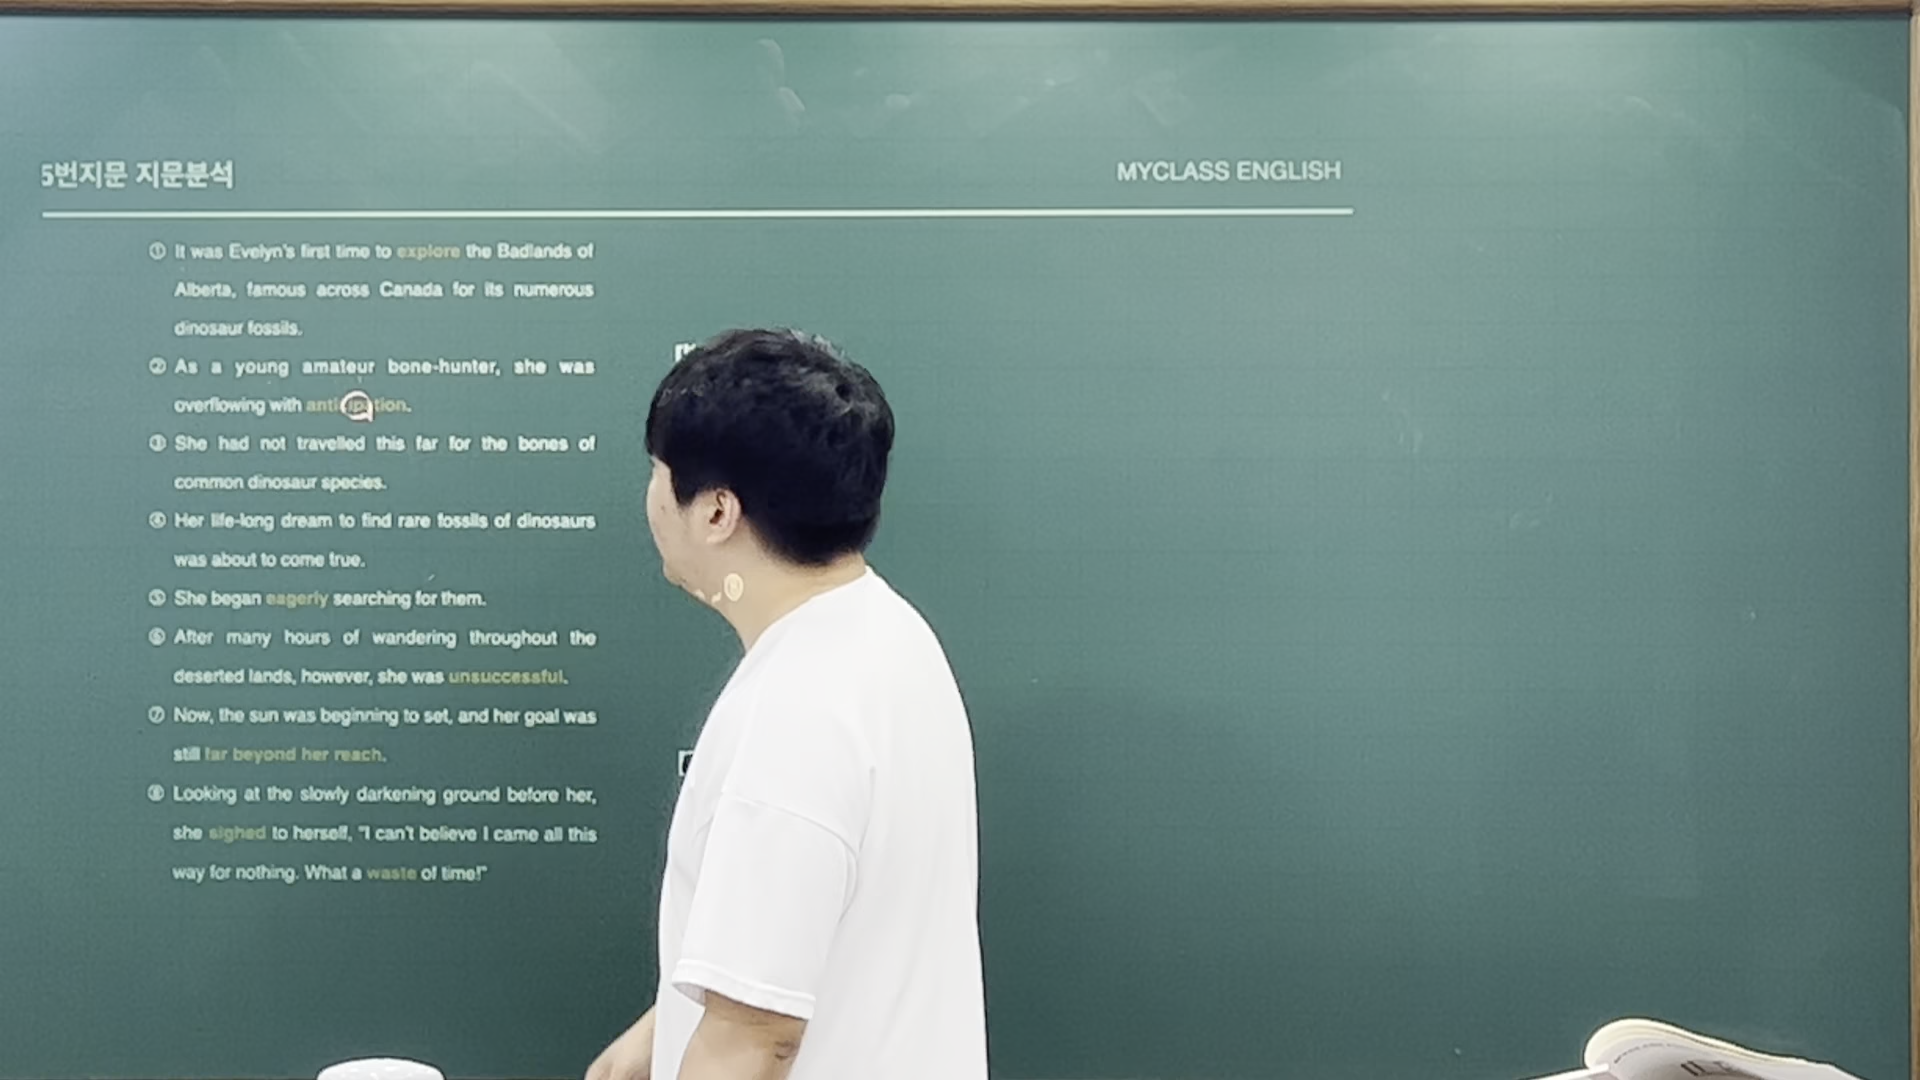 5번지문 지문분석
MYCLASS ENGLISH
① It was Evelyn's first time to explore the Badlands of
Alberta, famous across Canada for its numerous
dinosaur fossils.
② As a young amateur bone-hunter, she was
overflowing with anticipation.
③ She had not travelled this far for the bones of
common dinosaur species.
④ Her life-long dream to find rare fossils of dinosaurs
was about to come true.
⑤ She began eagerly searching for them.
⑥ After many hours of wandering throughout the
deserted lands, however, she was unsuccessful.
⑦ Now, the sun was beginning to set, and her goal was
still far beyond her reach.
⑧ Looking at the slowly darkening ground before her,
she sighed to herself, "I can't believe I came all this
way for nothing. What a waste of time!"